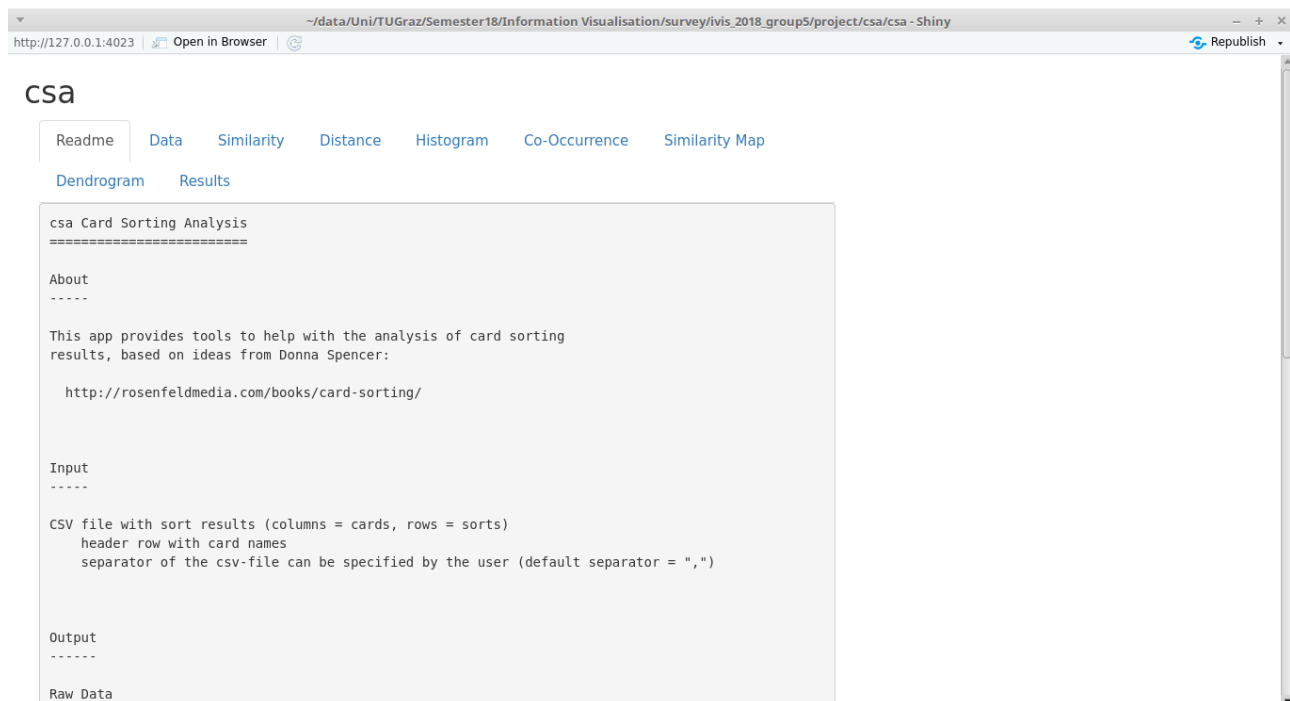 ~/data/Uni/TUGraz/Semester18/Information Visualisation/survey/ivis_2018_group5/project/csa/csa - Shiny
http://127.0.0.1:4023 Open in Browser Republish
csa
Readme Data Similarity Distance Histogram Co-Occurrence Similarity Map
Dendrogram Results
csa Card Sorting Analysis
=========================
About
-----
This app provides tools to help with the analysis of card sorting
results, based on ideas from Donna Spencer:
http://rosenfeldmedia.com/books/card-sorting/
Input
-----
CSV file with sort results (columns = cards, rows = sorts)
header row with card names
separator of the csv-file can be specified by the user (default separator = ",")
Output
------
Raw Data